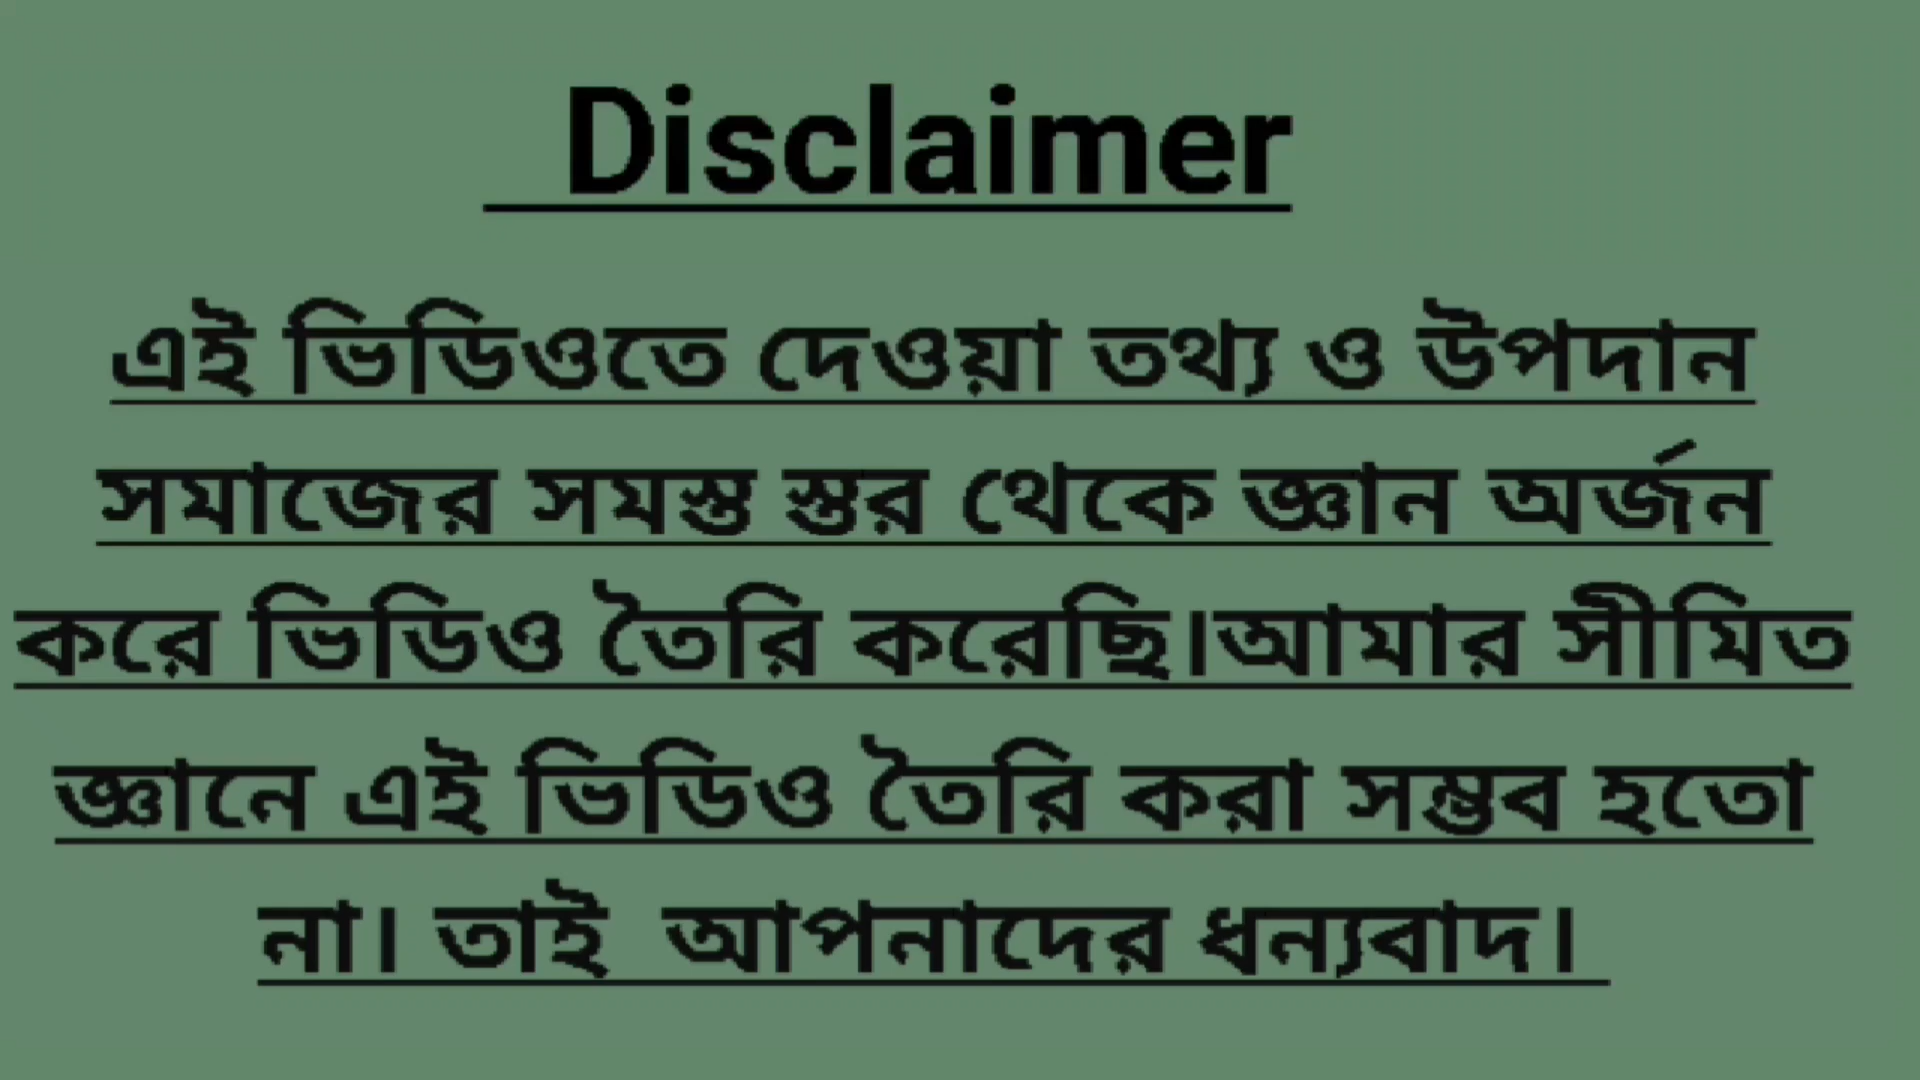 Disclaimer
এই ভিডিওতে দেওয়া তথ্য ও উপদান
সমাজের সমস্ত স্তর থেকে জ্ঞান অর্জন
করে ভিডিও তৈরি করেছি।আমার সীমিত
জ্ঞানে এই ভিডিও তৈরি করা সম্ভব হতো
না। তাই  আপনাদের ধন্যবাদ।